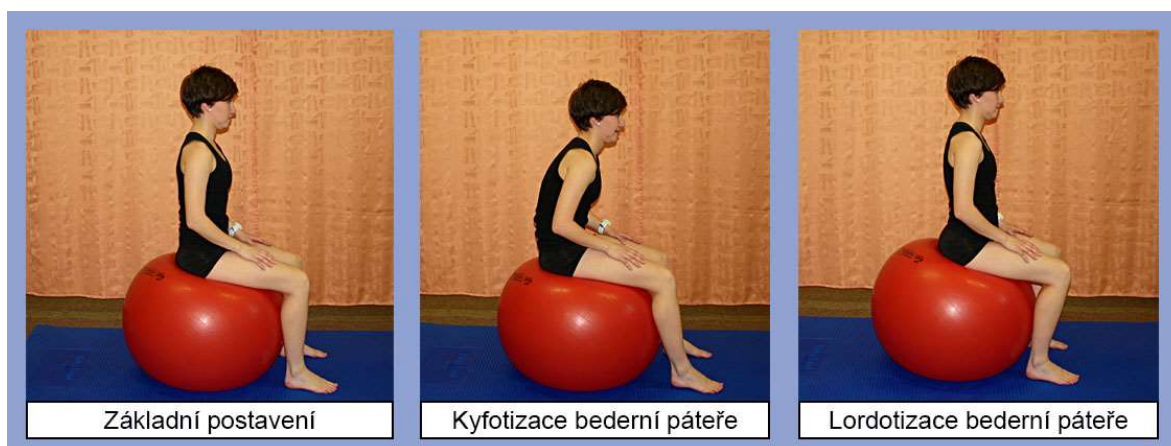 Základní postavení
Kyfotizace bederní páteře
Lordotizace bederní páteře